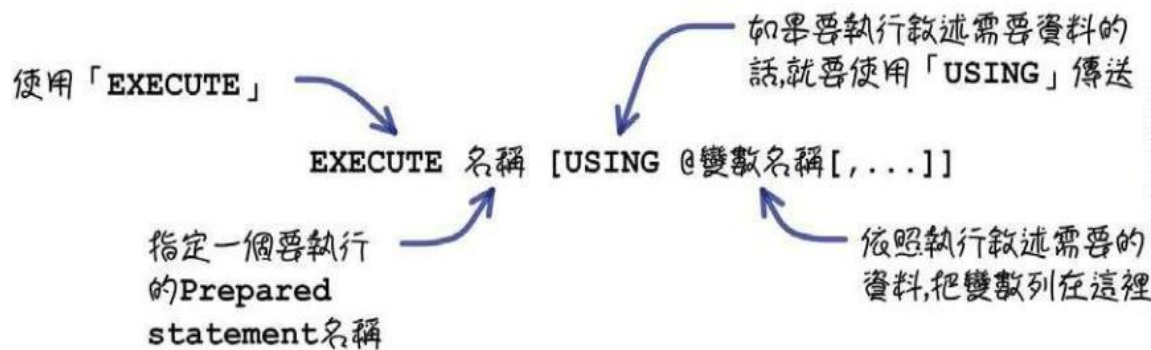 如果要執行敘述需要資料的
話,就要使用「USING」傳送
使用「EXECUTE」
EXECUTE 名稱 [USING @變數名稱[,...]]
指定一個要執行
的Prepared
statement名稱
依照執行敘述需要的
資料,把變數列在這裡